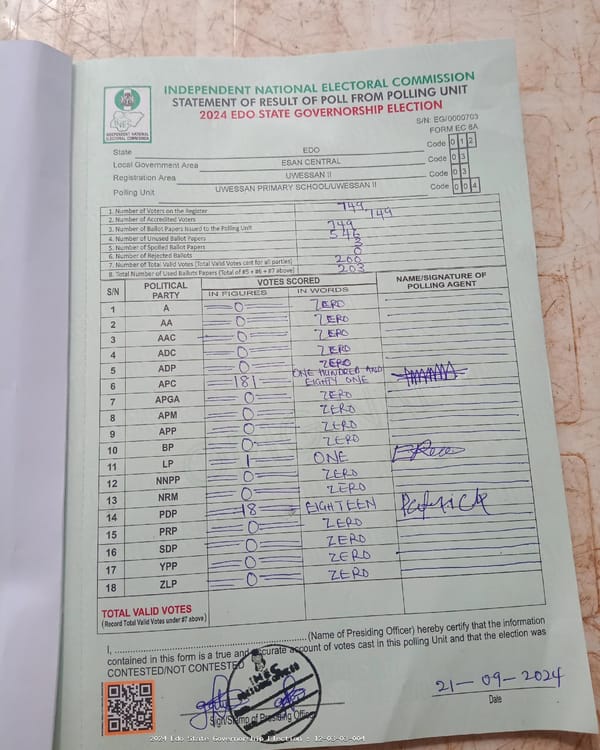 INDEPENDENT NATIONAL ELECTORAL COMMISSION
STATEMENT OF RESULT OF POLL FROM POLLING UNIT
2024 EDO STATE GOVERNORSHIP ELECTION
INDEPENDENT NATIONAL ELECTORAL COMMISSION
S/N: EG/0000703
FORM EC 8A
State EDO Code 0 1 2
Local Government Area ESAN CENTRAL Code 0 3
Registration Area UWESSAN II Code 0 3
Polling Unit UWESSAN PRIMARY SCHOOL/UWESSAN II Code 0 0 4
1. Number of Voters on the Register 749
2. Number of Accredited Voters 749
3. Number of Ballot Papers Issued to the Polling Unit 749
4. Number of Unused Ballot Papers 546
5. Number of Spoiled Ballot Papers 3
6. Number of Rejected Ballots 0
7. Number of Total Valid Votes (Total Valid Votes cast for all parties) 200
8. Total Number of Used Ballots Papers (Total of #5 + #6 + #7 above) 203
S/N POLITICAL PARTY VOTES SCORED NAME/SIGNATURE OF POLLING AGENT
IN FIGURES IN WORDS
1 A 0 ZERO
2 AA 0 ZERO
3 AAC 0 ZERO
4 ADC 0 ZERO
5 ADP 0 ZERO
6 APC 181 ONE HUNDRED AND EIGHTY ONE
7 APGA 0 ZERO
8 APM 0 ZERO
9 APP 0 ZERO
10 BP 0 ZERO
11 LP 1 ONE
12 NNPP 0 ZERO
13 NRM 0 ZERO
14 PDP 18 EIGHTEEN
15 PRP 0 ZERO
16 SDP 0 ZERO
17 YPP 0 ZERO
18 ZLP 0 ZERO
TOTAL VALID VOTES
(Record Total Valid Votes under #7 above)
I, (Name of Presiding Officer) hereby certify that the information
contained in this form is a true and accurate account of votes cast in this polling Unit and that the election was
CONTESTED/NOT CONTESTED
21-09-2024
Sign/Stamp of Presiding Officer
Date
2024 Edo State Governorship Election : 12-03-03-004